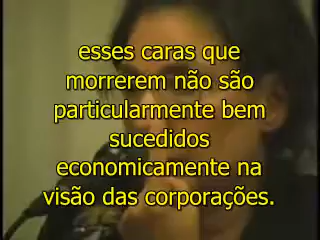 esses caras que
morrerem não são
particularmente bem
sucedidos
economicamente na
visão das corporações.